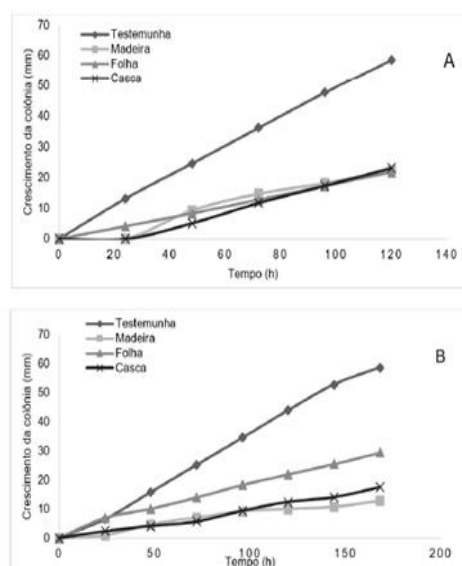 70
Testemunha
A
60
Madeira
Folha
50
Casca
40
30
20
10
0
Crescimento da colônia (mm)
0 20 40 60 80 100 120 140
Tempo (h)
70
Testemunha
B
60
Madeira
Folha
50
Casca
40
30
20
10
0
Crescimento da colônia (mm)
0 50 100 150 200
Tempo (h)